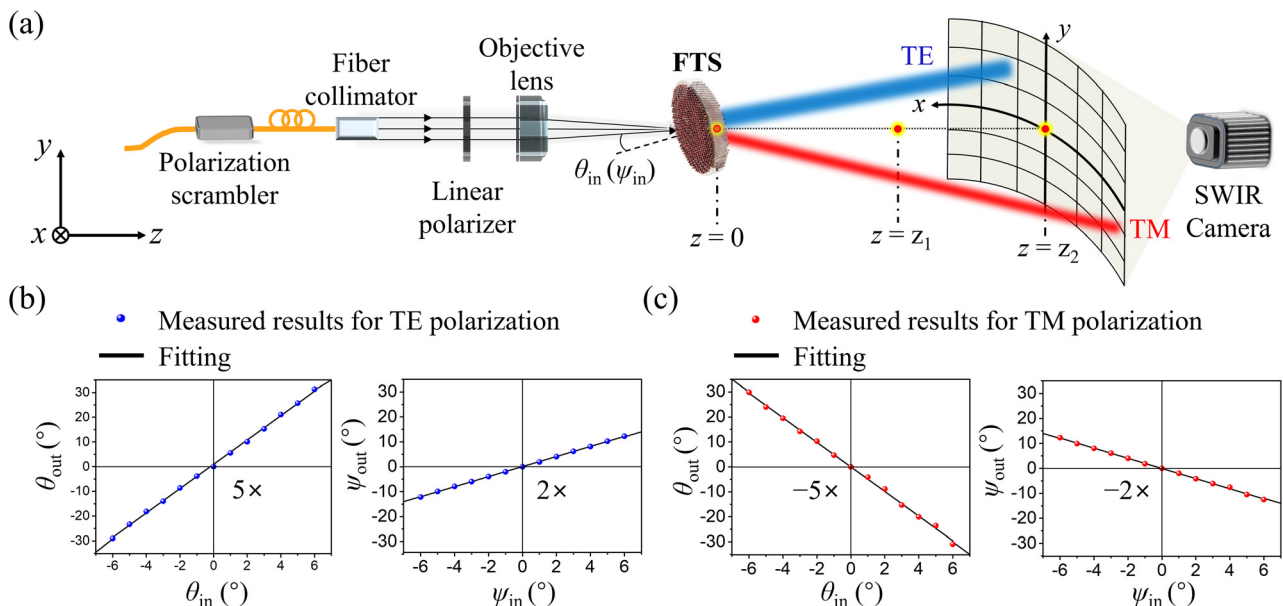 (a)
Fiber
collimator
Objective
lens
FTS
TE
y
x
y
x
z
Polarization
scrambler
Linear
polarizer
θin (ψin)
z = 0
z = z1
z = z2
TM
SWIR
Camera
(b)
Measured results for TE polarization
Fitting
θout (°)
30
20
10
0
-10
-20
-30
5×
-6 -4 -2 0 2 4 6
θin (°)
ψout (°)
30
20
10
0
-10
-20
-30
2×
-6 -4 -2 0 2 4 6
ψin (°)
(c)
Measured results for TM polarization
Fitting
θout (°)
30
20
10
0
-10
-20
-30
−5×
-6 -4 -2 0 2 4 6
θin (°)
ψout (°)
30
20
10
0
-10
-20
-30
−2×
-6 -4 -2 0 2 4 6
ψin (°)